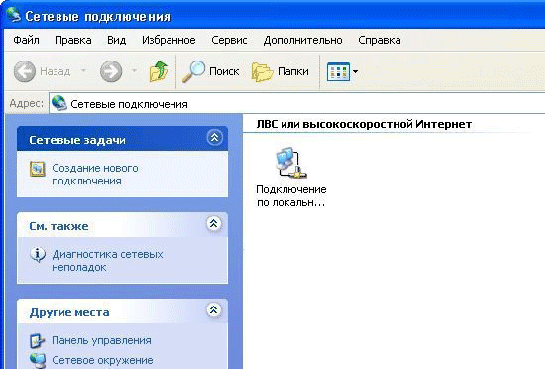 Сетевые подключения
Файл Правка Вид Избранное Сервис Дополнительно Справка
Назад Поиск Папки
Адрес: Сетевые подключения
Сетевые задачи
Создание нового
подключения
См. также
Диагностика сетевых
неполадок
Другие места
Панель управления
Сетевое окружение
ЛВС или высокоскоростной Интернет
Подключение
по локальн...